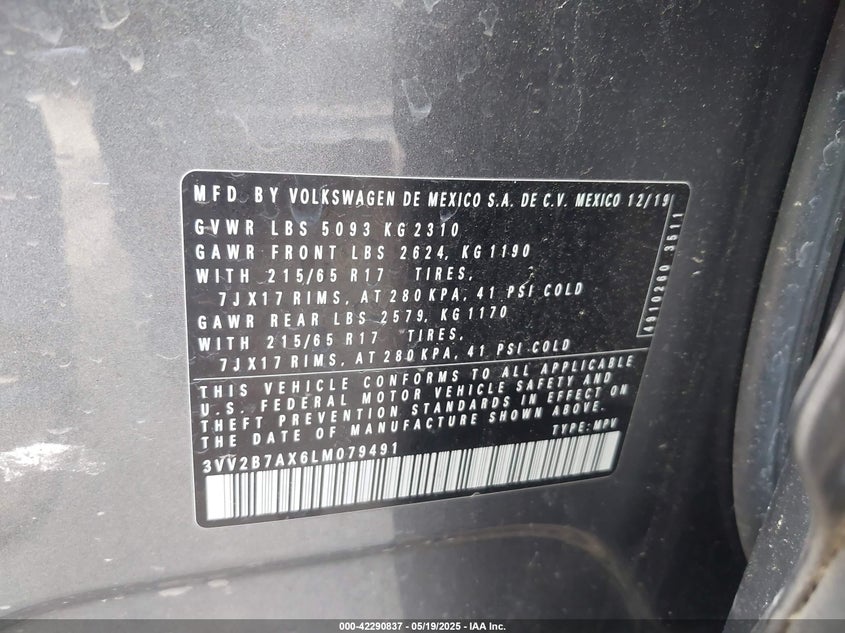 MFD BY VOLKSWAGEN DE MEXICO S.A. DE C.V. MEXICO 12/19
GVWR LBS 5093 KG 2310
GAWR FRONT LBS 2624, KG 1190
WITH 215/65 R17 TIRES,
7JX17 RIMS, AT 280 KPA, 41 PSI COLD
GAWR REAR LBS 2579, KG 1170
WITH 215/65 R17 TIRES,
7JX17 RIMS, AT 280 KPA, 41 PSI COLD
THIS VEHICLE CONFORMS TO ALL APPLICABLE
U.S. FEDERAL MOTOR VEHICLE SAFETY AND
THEFT PREVENTION STANDARDS IN EFFECT ON
THE DATE OF MANUFACTURE SHOWN ABOVE.
TYPE: MPV
3VV2B7AX6LM079491
4910260 3611
000-42290837 - 05/19/2025 - IAA Inc.